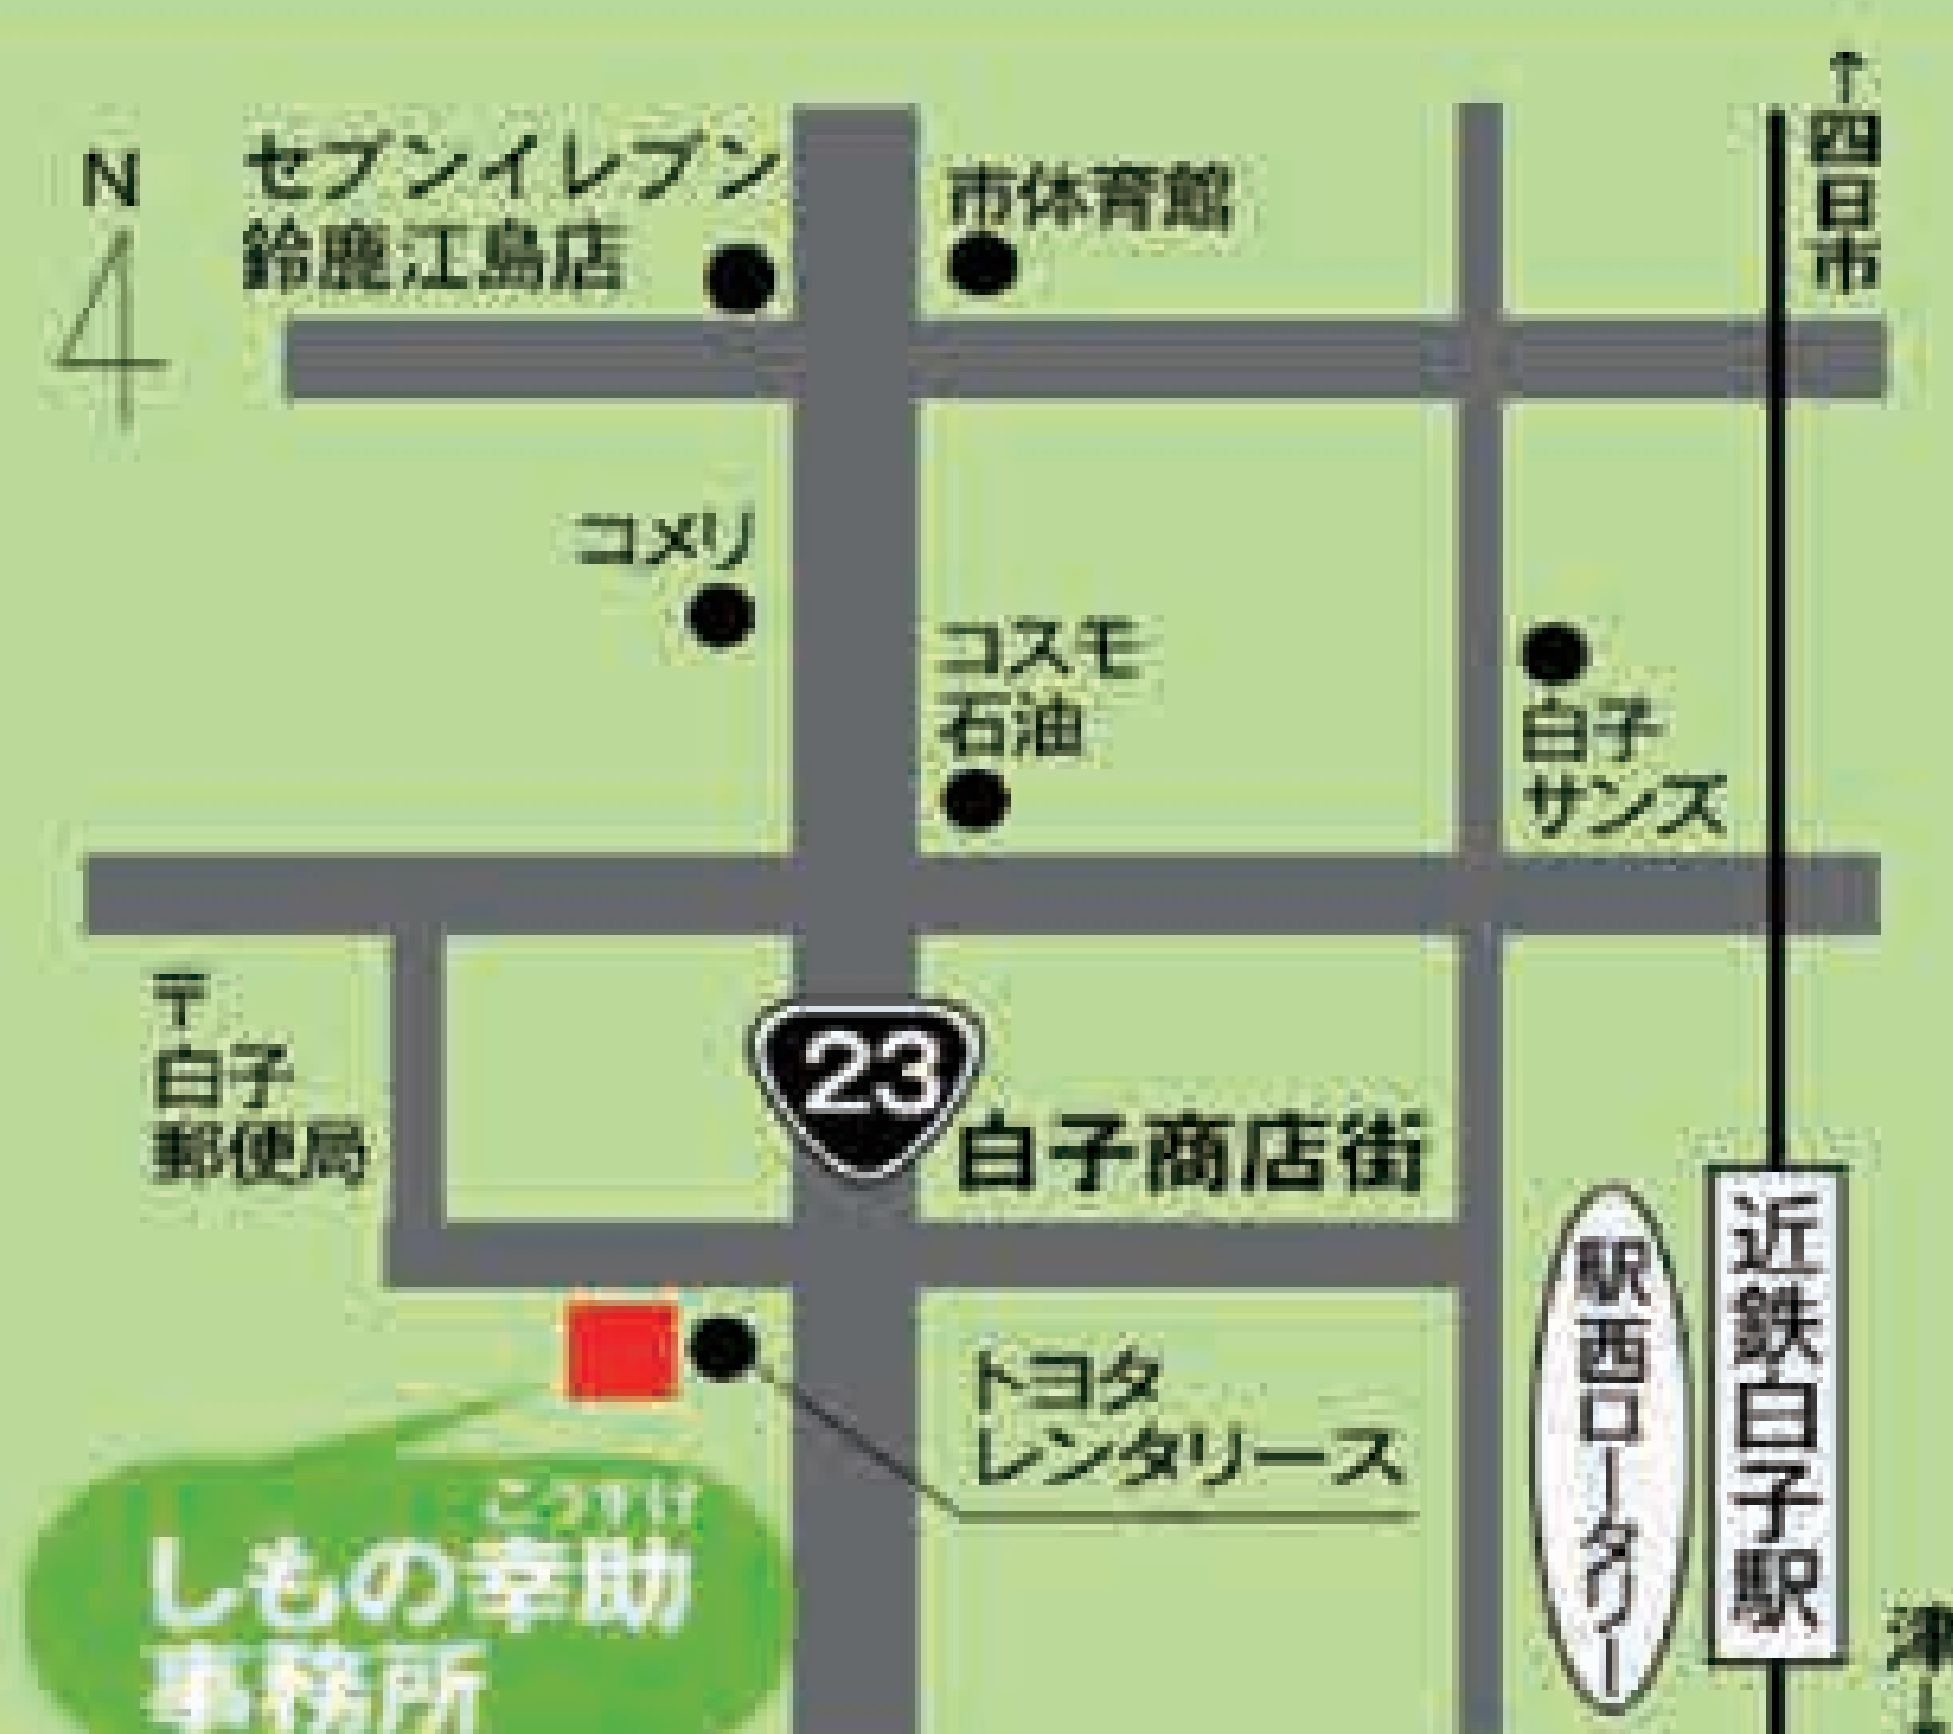 ↑四日市
N
セブンイレブン
鈴鹿江島店
市体育館
コメリ
コスモ
石油
白子
サンズ
〒
白子
郵便局
23
白子商店街
近鉄白子駅
駅西口ロータリー
トヨタ
レンタリース
こうすけ
しもの幸助
事務所
津